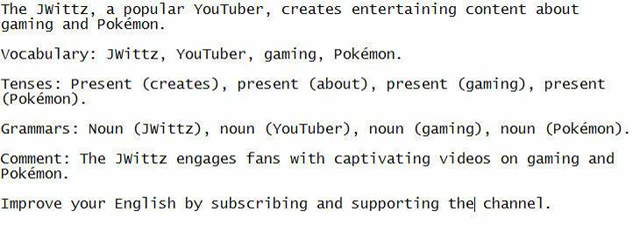 The JWittz, a popular YouTuber, creates entertaining content about
gaming and Pokémon.
Vocabulary: JWittz, YouTuber, gaming, Pokémon.
Tenses: Present (creates), present (about), present (gaming), present
(Pokémon).
Grammars: Noun (JWittz), noun (YouTuber), noun (gaming), noun (Pokémon).
Comment: The JWittz engages fans with captivating videos on gaming and
Pokémon.
Improve your English by subscribing and supporting the channel.